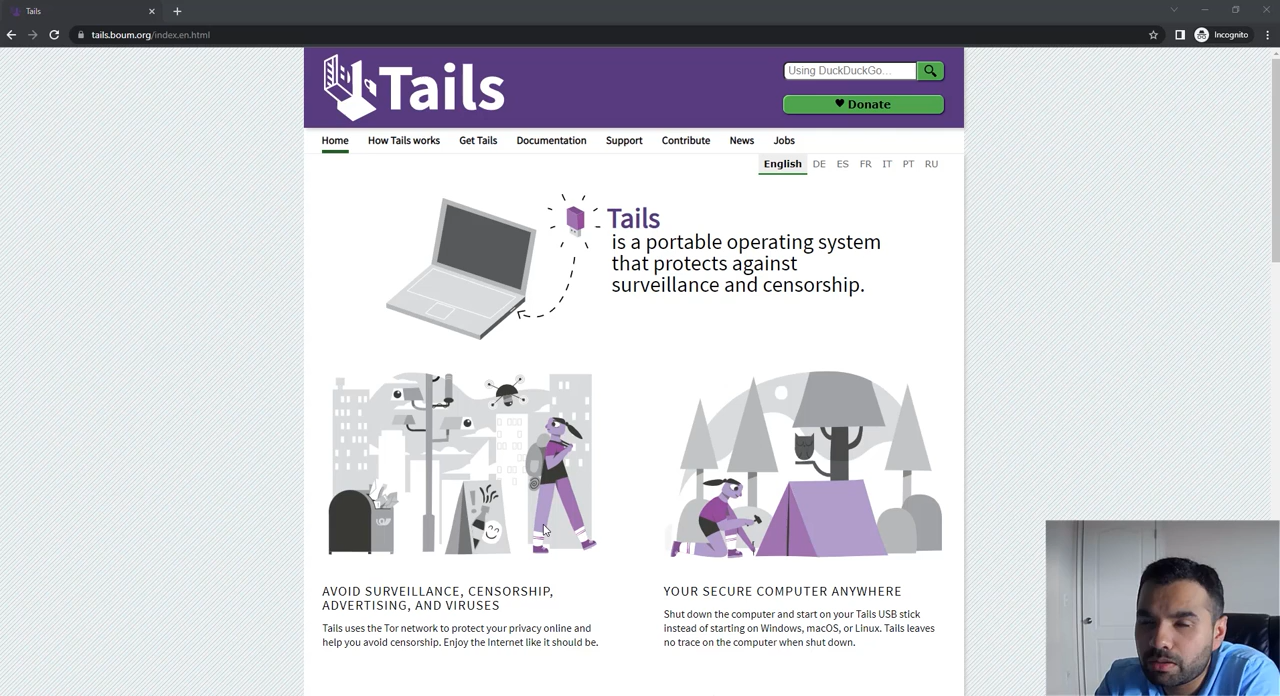 Tails
tails.boum.org/index.en.html
Incognito
Tails
Using DuckDuckGo...
Donate
Home How Tails works Get Tails Documentation Support Contribute News Jobs
English DE ES FR IT PT RU
Tails
is a portable operating system
that protects against
surveillance and censorship.
AVOID SURVEILLANCE, CENSORSHIP,
ADVERTISING, AND VIRUSES
Tails uses the Tor network to protect your privacy online and
help you avoid censorship. Enjoy the Internet like it should be.
YOUR SECURE COMPUTER ANYWHERE
Shut down the computer and start on your Tails USB stick
instead of starting on Windows, macOS, or Linux. Tails leaves
no trace on the computer when shut down.